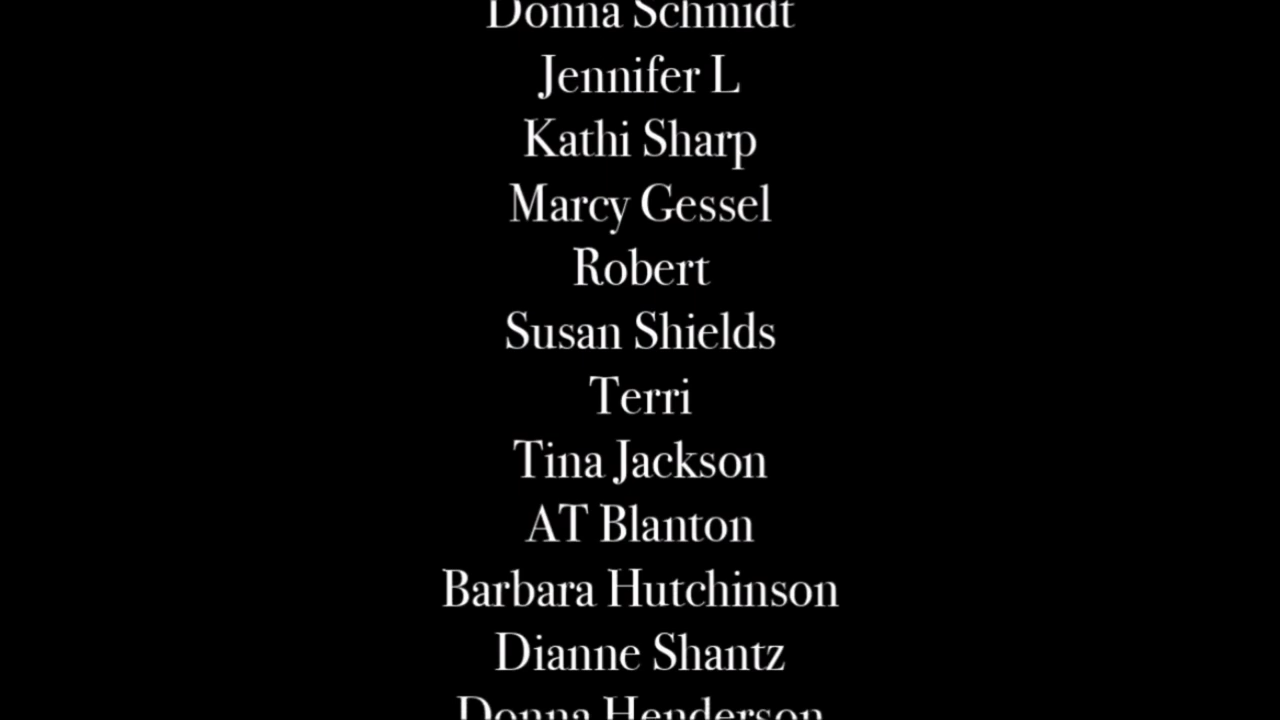 Donna Schmidt
Jennifer L
Kathi Sharp
Marcy Gessel
Robert
Susan Shields
Terri
Tina Jackson
AT Blanton
Barbara Hutchinson
Dianne Shantz
Donna Henderson